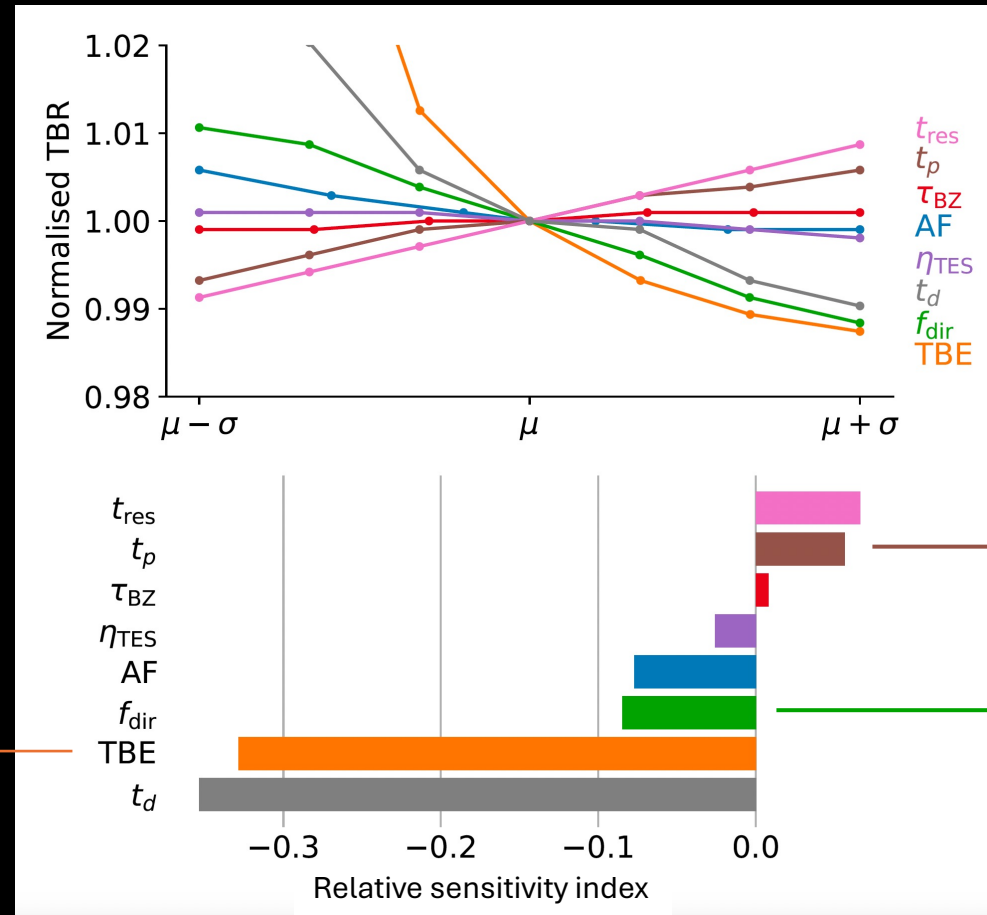 Normalised TBR
1.02
1.01
1.00
0.99
0.98
μ − σ
μ
μ + σ
t_res
t_p
τ_BZ
AF
η_TES
t_d
f_dir
TBE
t_res
t_p
τ_BZ
η_TES
AF
f_dir
TBE
t_d
−0.3
−0.2
−0.1
0.0
Relative sensitivity index